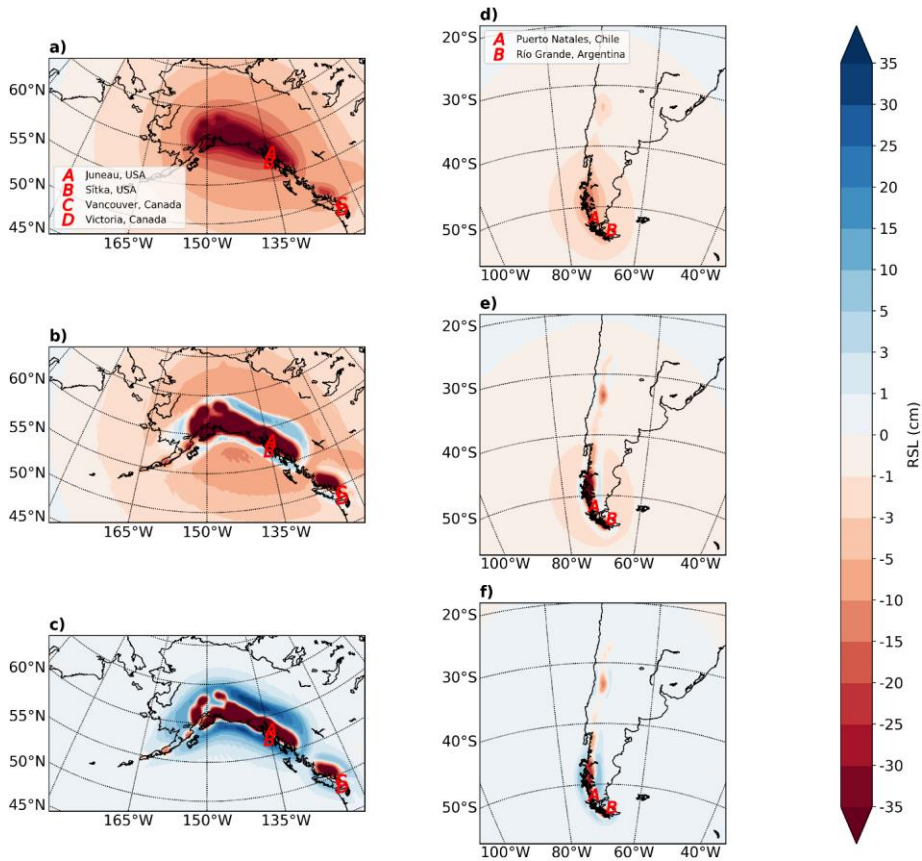 a)
60°N
55°N
50°N
45°N
A Juneau, USA
B Sitka, USA
C Vancouver, Canada
D Victoria, Canada
A
B
C
D
165°W 150°W 135°W
b)
60°N
55°N
50°N
45°N
A
B
C
D
165°W 150°W 135°W
c)
60°N
55°N
50°N
45°N
A
B
C
D
165°W 150°W 135°W
d)
A Puerto Natales, Chile
B Río Grande, Argentina
20°S
30°S
40°S
50°S
A
B
100°W 80°W 60°W 40°W
e)
20°S
30°S
40°S
50°S
A
B
100°W 80°W 60°W 40°W
f)
20°S
30°S
40°S
50°S
A
B
100°W 80°W 60°W 40°W
35
30
25
20
15
10
5
3
1
0
-1
-3
-5
-10
-15
-20
-25
-30
-35
RSL (cm)